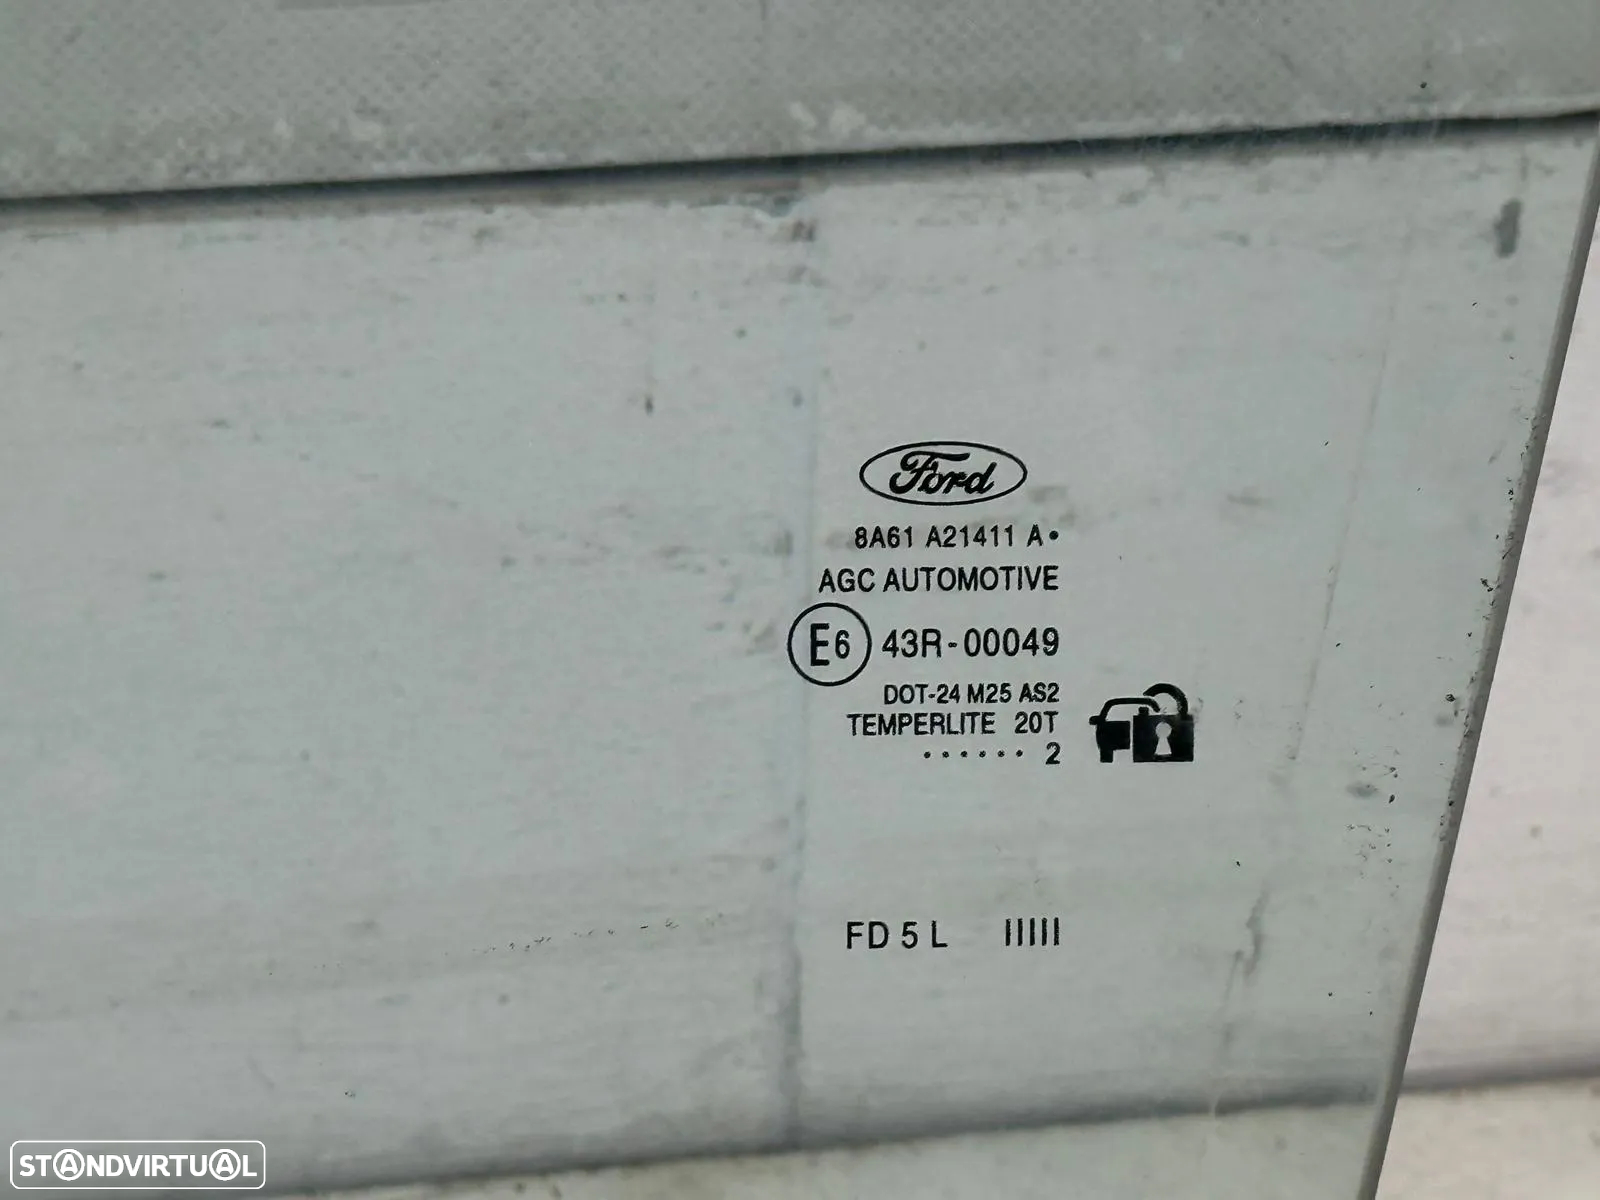 Ford
8A61 A21411 A•
AGC AUTOMOTIVE
E6 43R-00049
DOT-24 M25 AS2
TEMPERLITE 20T
•••••• 2
FD 5 L IIIII
STANDVIRTUAL